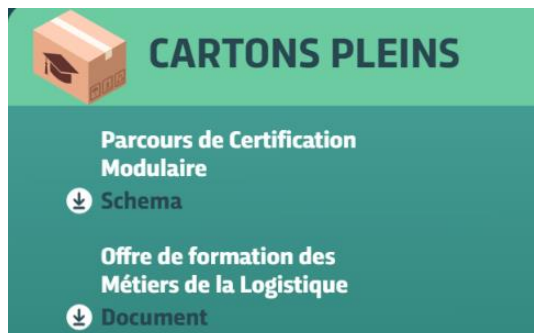 CARTONS PLEINS
Parcours de Certification
Modulaire
Schema
Offre de formation des
Métiers de la Logistique
Document